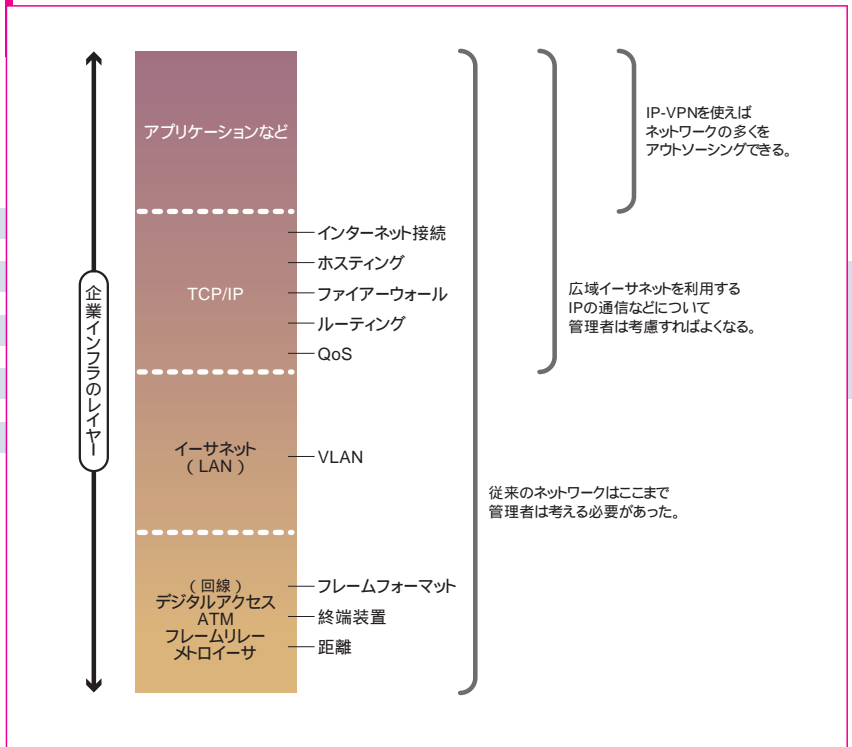 企業インフラのレイヤー
アプリケーションなど
TCP/IP
インターネット接続
ホスティング
ファイアーウォール
ルーティング
QoS
イーサネット
（LAN）
VLAN
（回線）
デジタルアクセス
ATM
フレームリレー
メトロイーサ
フレームフォーマット
終端装置
距離
IP-VPNを使えば
ネットワークの多くを
アウトソーシングできる。
広域イーサネットを利用する
IPの通信などについて
管理者は考慮すればよくなる。
従来のネットワークはここまで
管理者は考える必要があった。